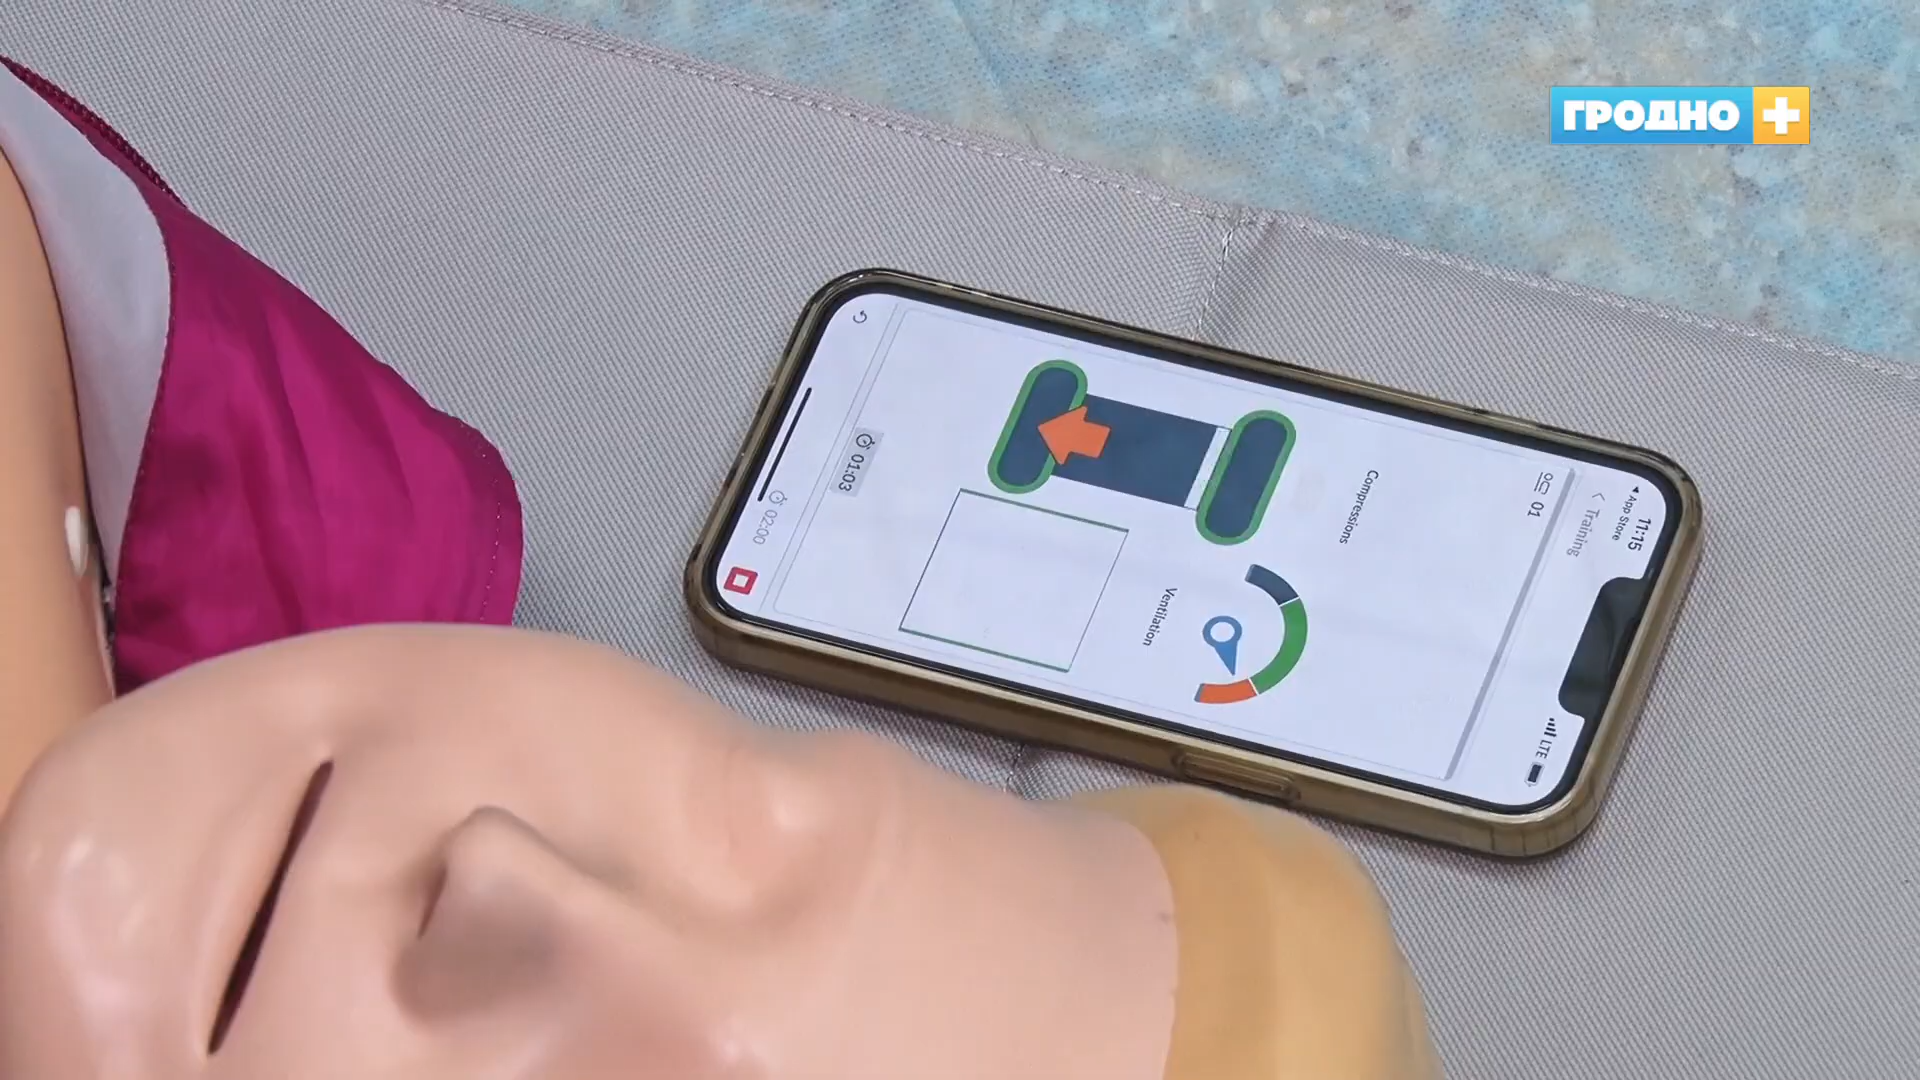 ГРОДНО +
11:15
App Store
Training
01
Compressions
Ventilation
01:03
02:00
LTE